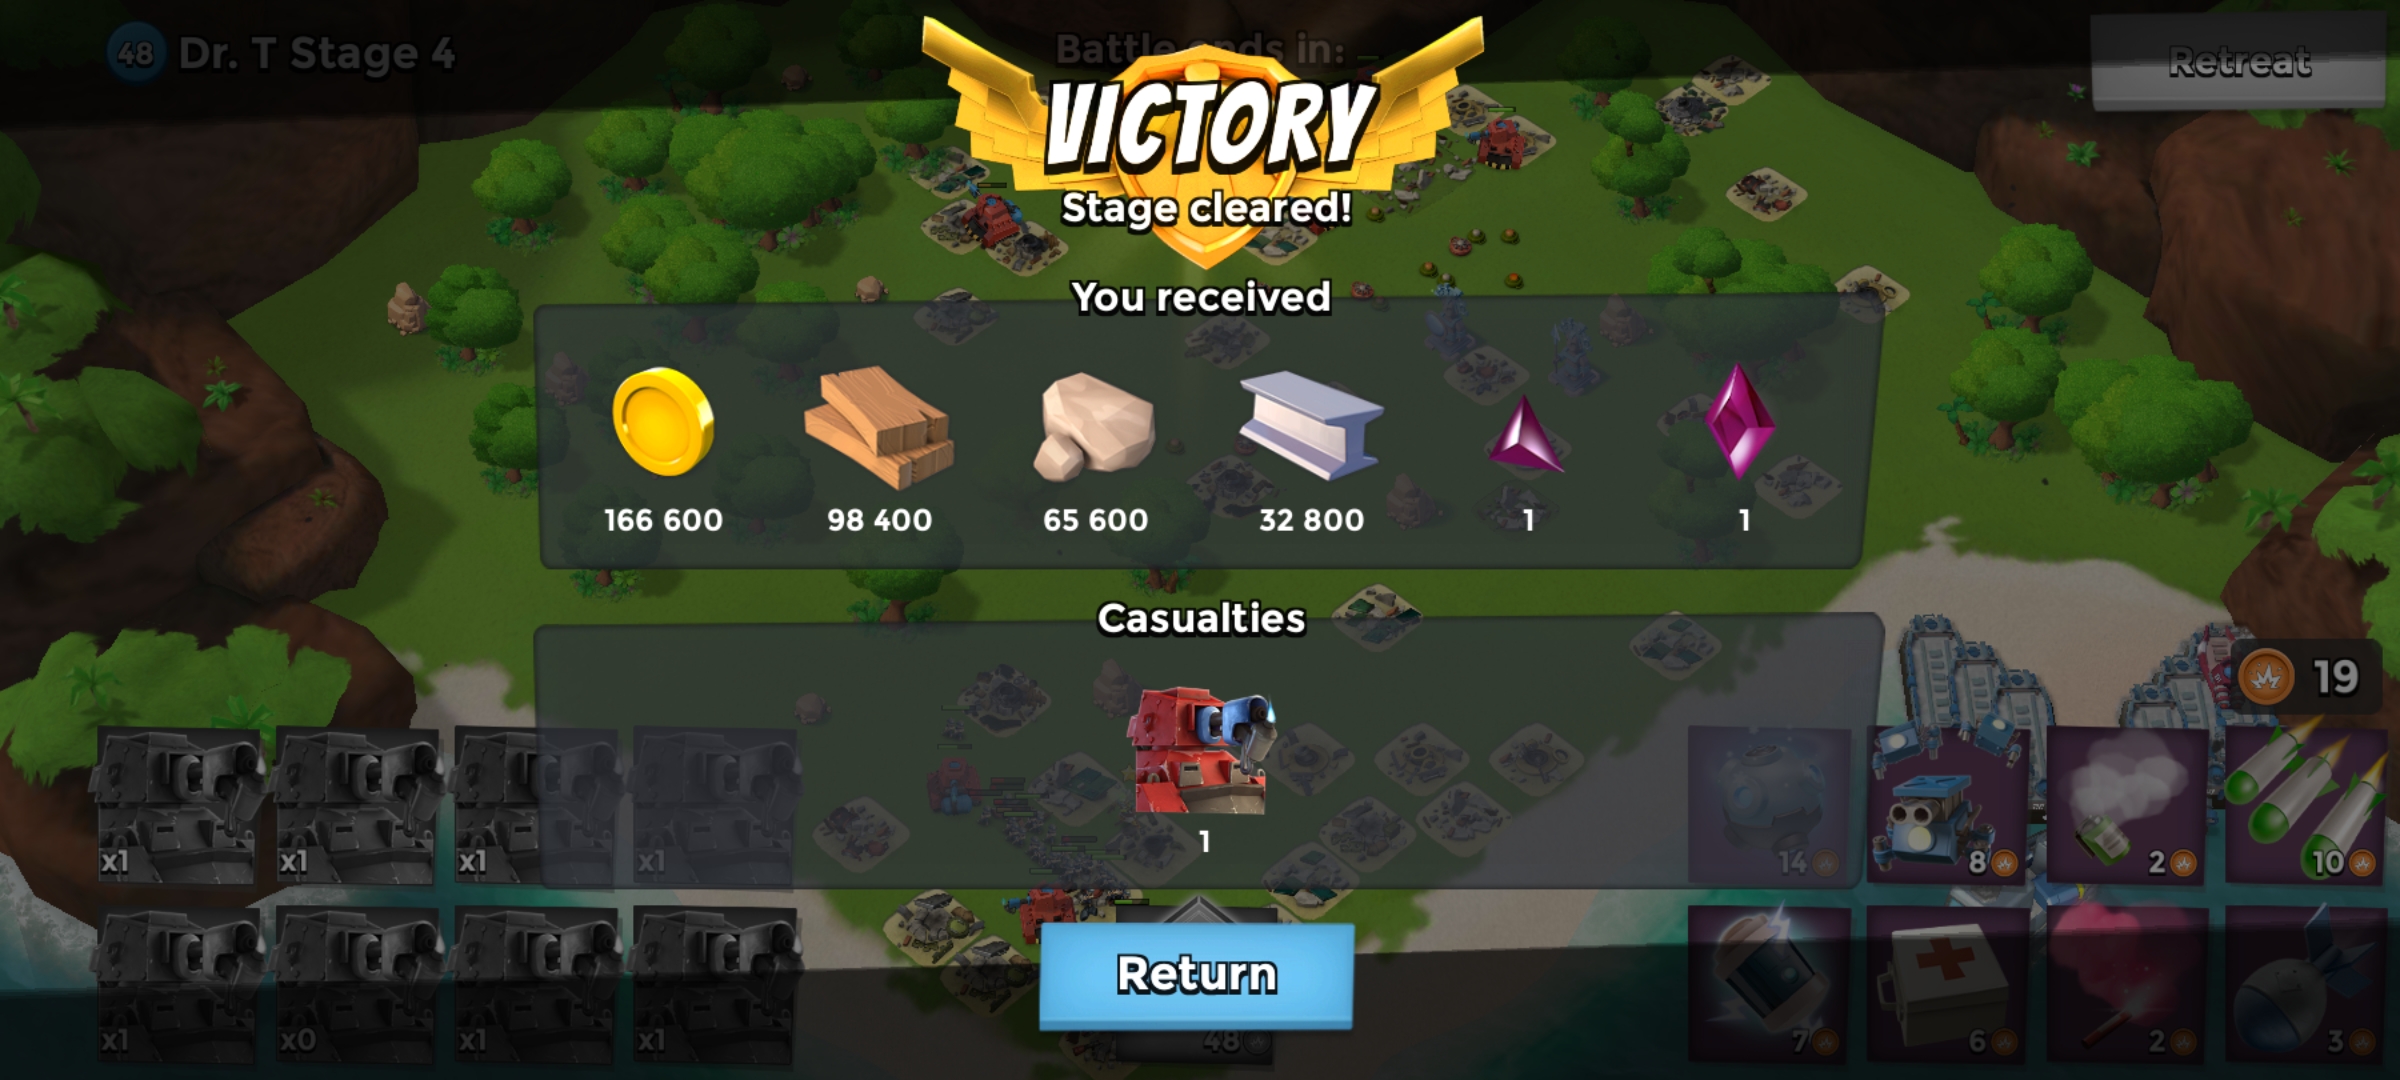 48 Dr. T Stage 4
Battle ends in:
Retreat
VICTORY
Stage cleared!
You received
166 600 98 400 65 600 32 800 1 1
Casualties
1
19
x1 x1 x1 x1
14 8 2 10
Return
x1 x0 x1 x1
48
7 6 2 3